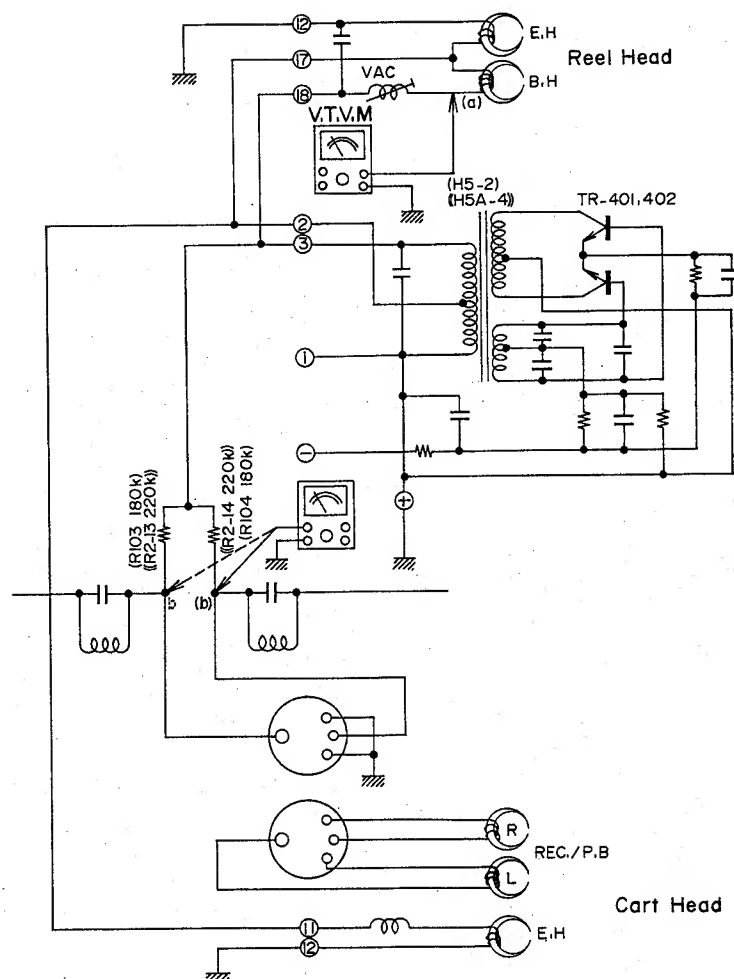 12
E.H
Reel Head
17
VAC
B.H
18
(a)
V.T.V.M
(H5-2)
((H5A-4))
TR-401,402
2
3
1
−
(R103 180k)
((R2-13 220k))
((R2-14 220k))
(R104 180k)
+
b
(b)
R
REC./P.B
L
Cart Head
11
E.H
12